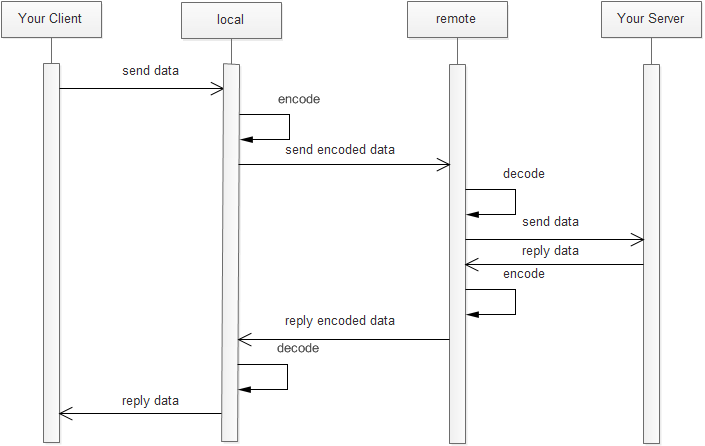 Your Client
local
remote
Your Server
send data
encode
send encoded data
decode
send data
reply data
encode
reply encoded data
decode
reply data